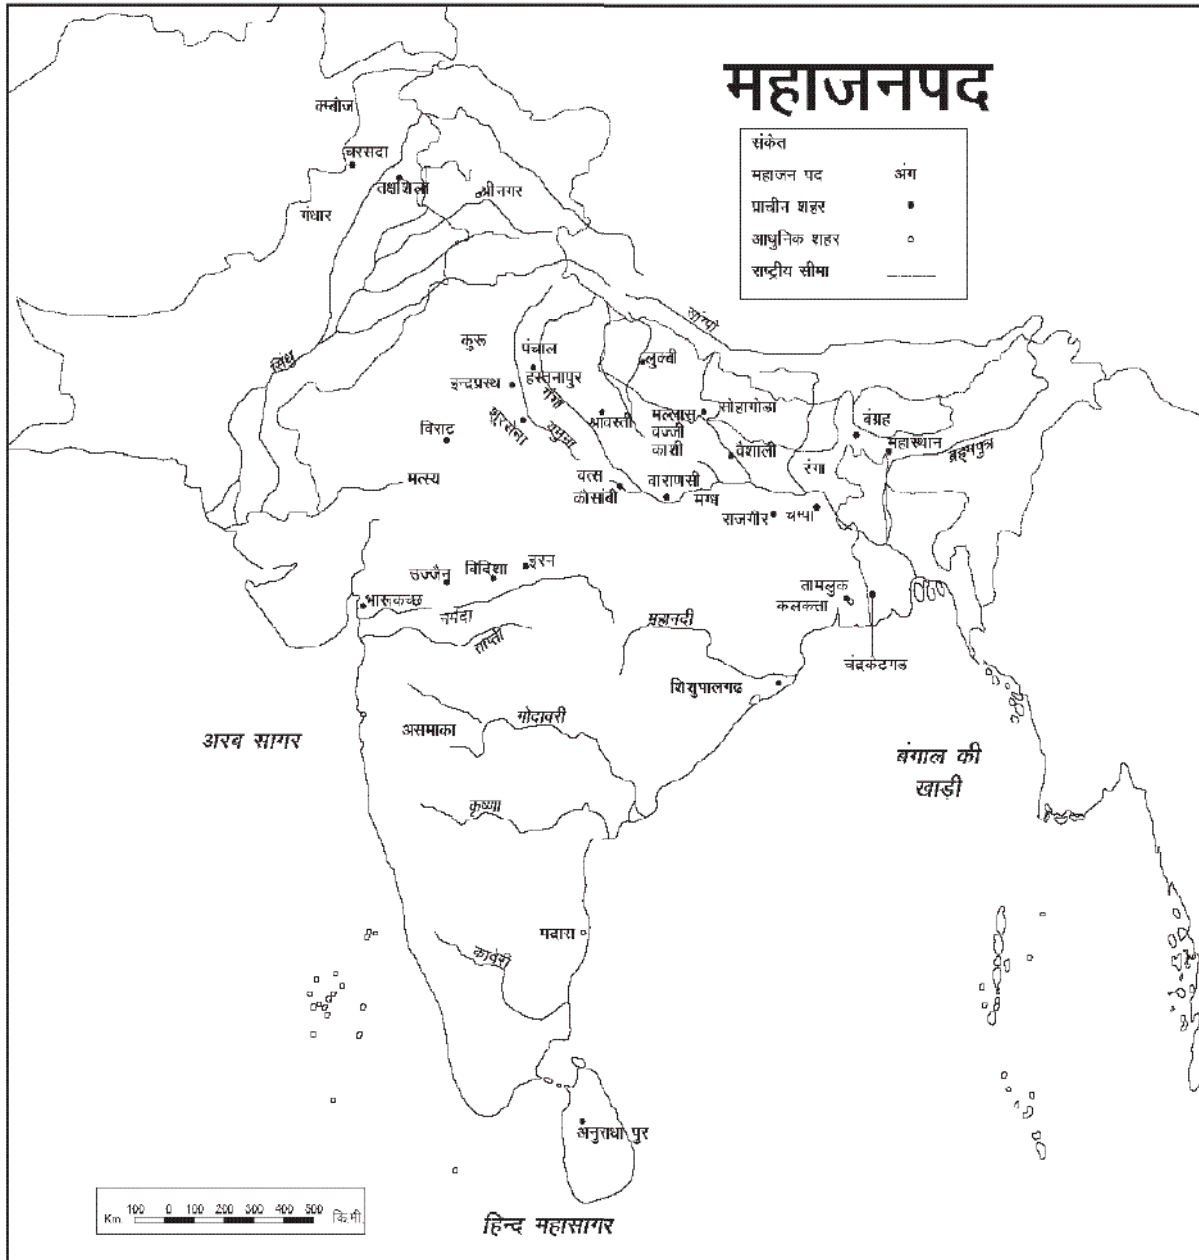 महाजनपद
संकेत
महाजन पद अंग
प्राचीन शहर
आधुनिक शहर
राष्ट्रीय सीमा
कम्बोज
चरसदा
तक्षशिला
श्रीनगर
गंधार
सांग्पो
सिंधु
कुरू
पंचाल
हस्तनापुर
इन्द्रप्रस्थ
गंगा
लुक्बी
श्रावस्ती
मल्लास
सोहागोडा
वज्जी
काशी
वैशाली
बंग्रह
महास्थान
ब्रह्मपुत्र
शूरसेना
यमुना
विराट
मत्स्य
वत्स
कोसांबी
वाराणसी
मगध
रंगा
राजगीर
चम्पा
उज्जैन
विदिशा
इरन
भारूकच्छ
नर्मदा
ताप्ती
महानदी
तामलुक
कलकत्ता
चंद्रकेटगढ
शिशुपालगढ
असमाका
गोदावरी
अरब सागर
बंगाल की
खाड़ी
कृष्णा
मद्रास
कावेरी
अनुराधा पुर
हिन्द महासागर
Km. 100 0 100 200 300 400 500 कि.मी.